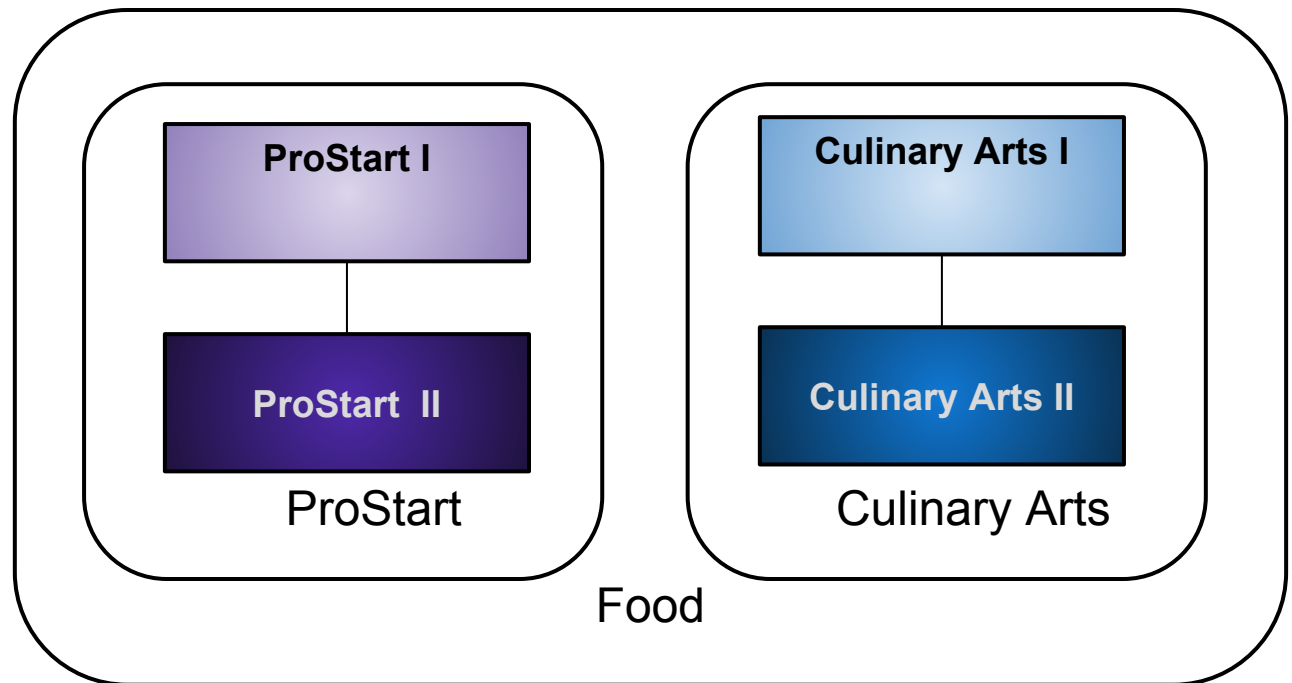 ProStart I
ProStart II
ProStart
Culinary Arts I
Culinary Arts II
Culinary Arts
Food